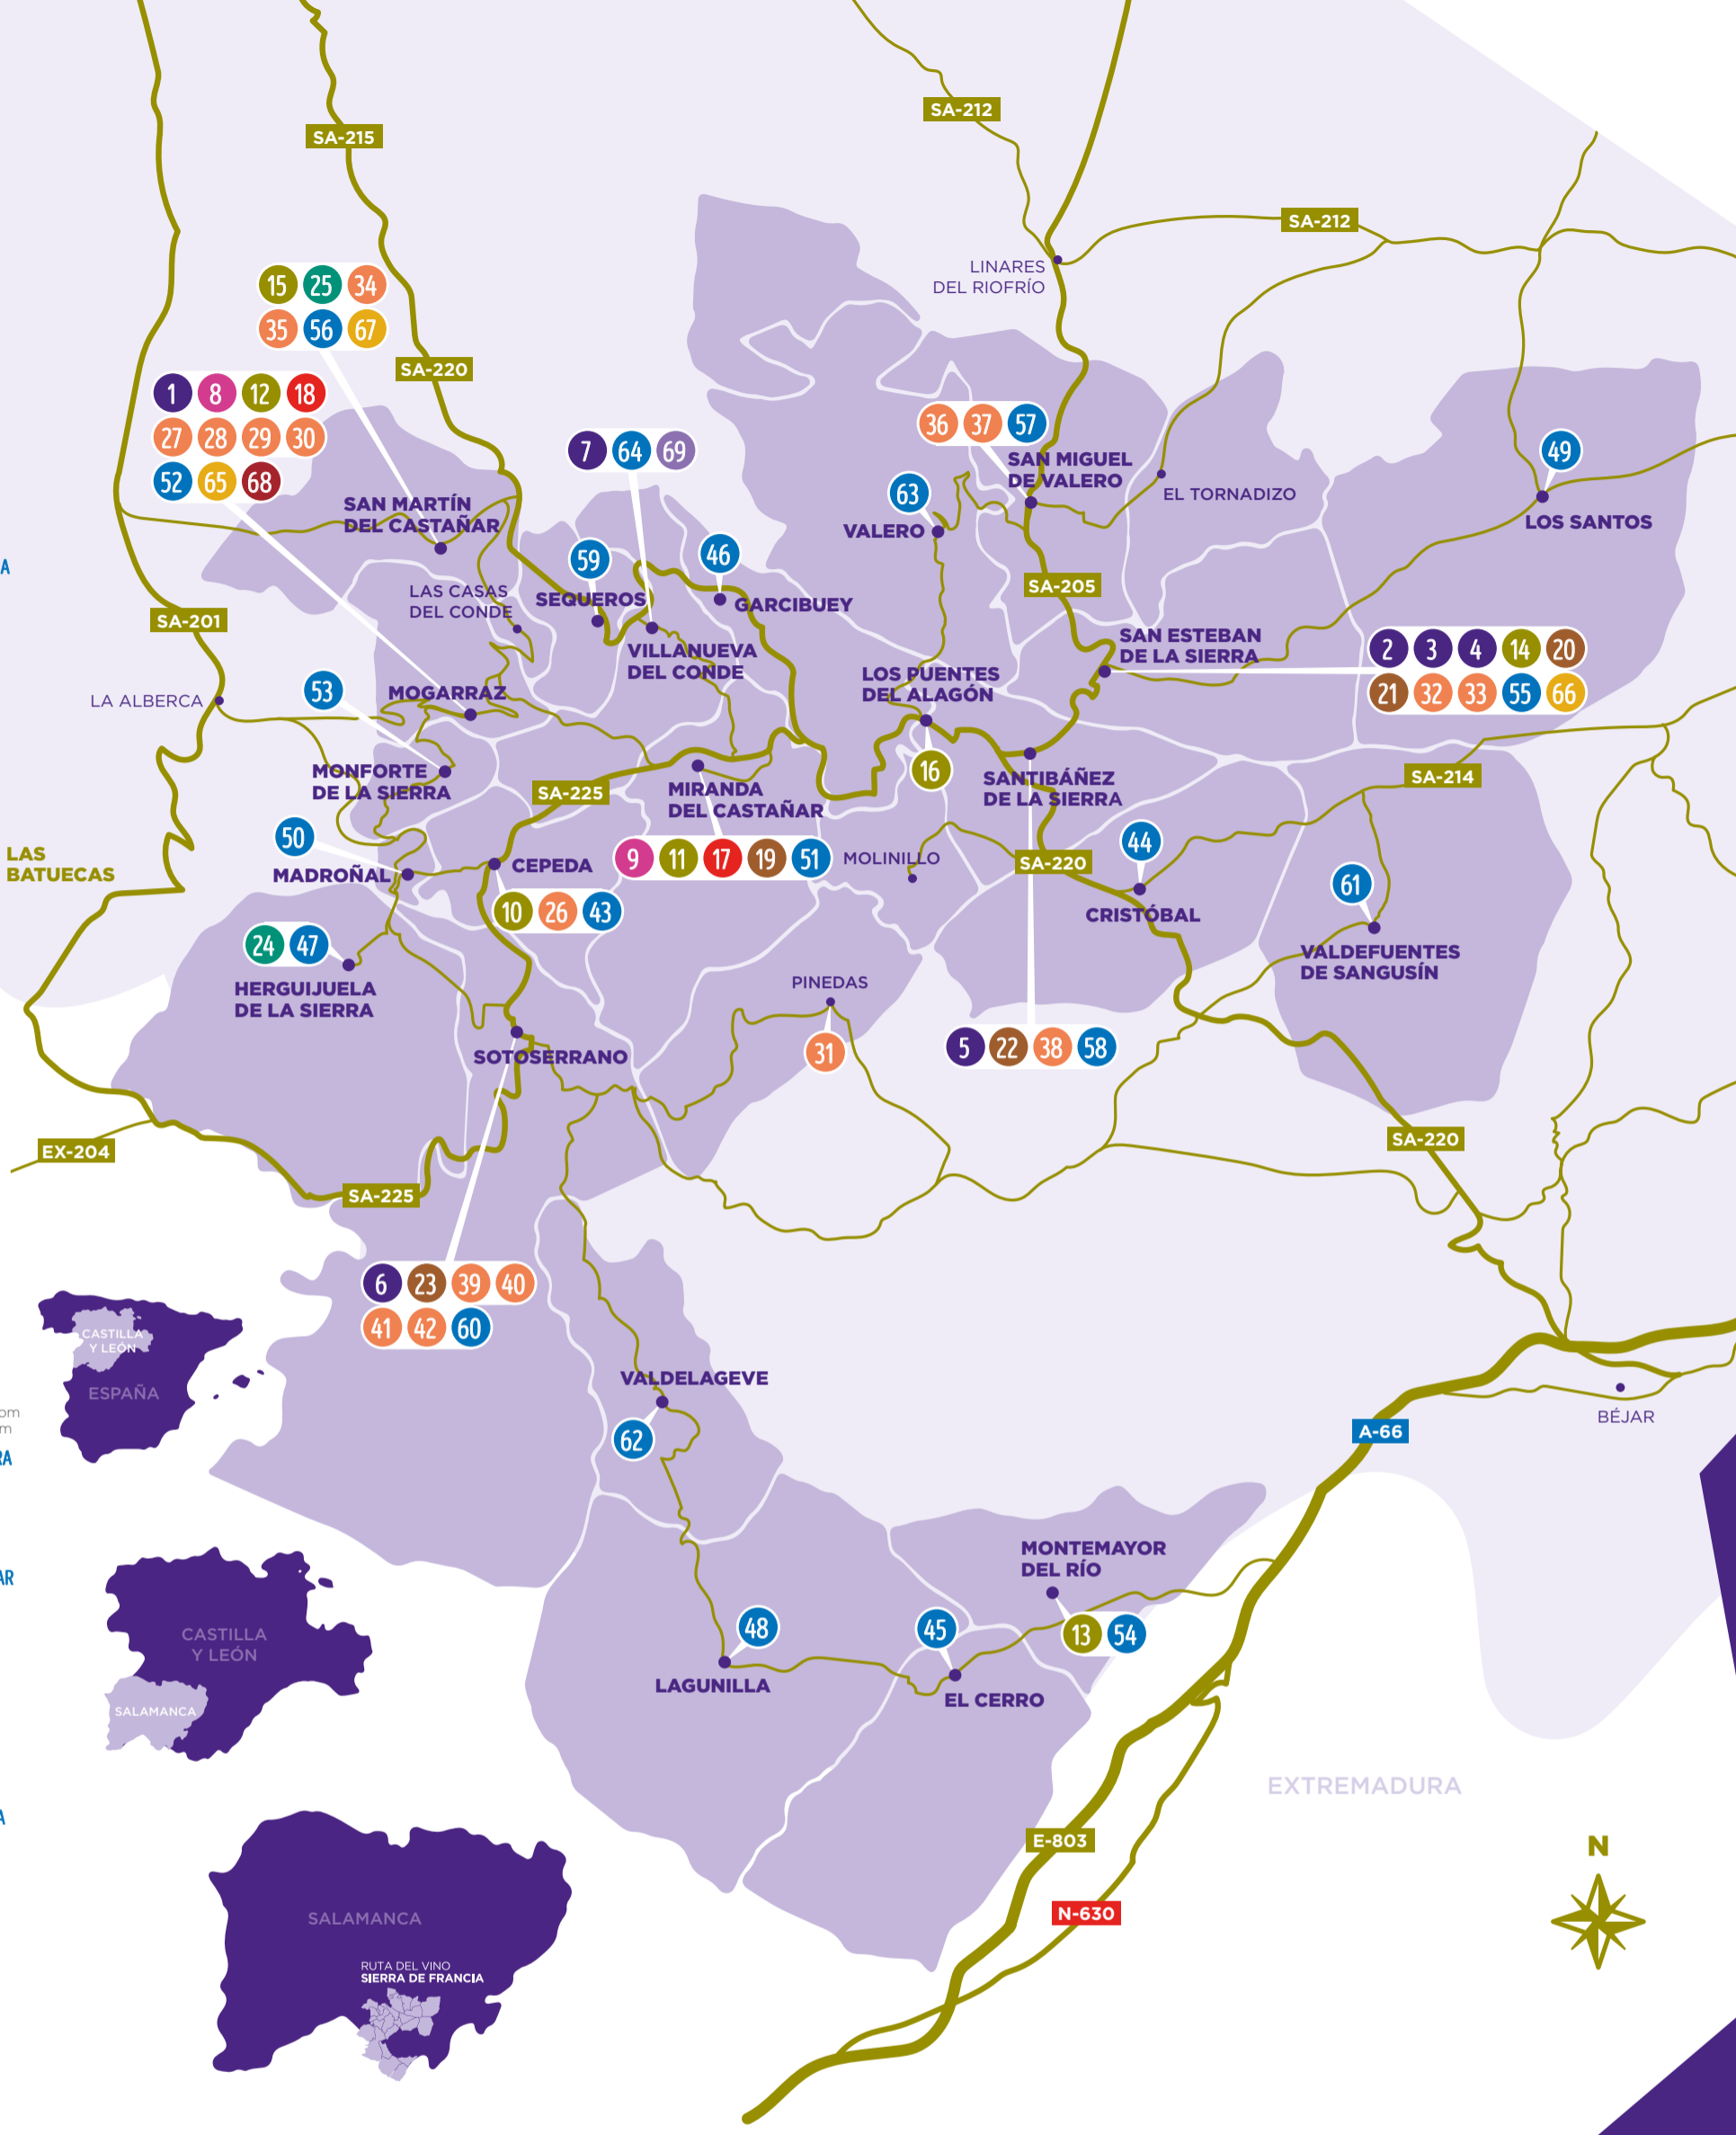 SA-212
SA-215
SA-212
LINARES
DEL RIOFRÍO
15 25 34
35 56 67
SA-220
1 8 12 18
27 28 29 30
52 65 68
36 37 57
7 64 69
49
SAN MIGUEL
DE VALERO
63
EL TORNADIZO
SAN MARTÍN
DEL CASTAÑAR
VALERO
LOS SANTOS
59
46
SA-205
LAS CASAS
DEL CONDE
SEQUEROS
GARCIBUEY
SA-201
SAN ESTEBAN
DE LA SIERRA
2 3 4 14 20
21 32 33 55 66
VILLANUEVA
DEL CONDE
LOS PUENTES
DEL ALAGÓN
53
MOGARRAZ
LA ALBERCA
16
MONFORTE
DE LA SIERRA
SA-225
MIRANDA
DEL CASTAÑAR
SANTIBÁÑEZ
DE LA SIERRA
SA-214
50
44
LAS
BATUECAS
9 11 17 19 51
MOLINILLO
SA-220
MADROÑAL
CEPEDA
61
10 26 43
CRISTÓBAL
24 47
VALDEFUENTES
DE SANGUSÍN
HERGUIJUELA
DE LA SIERRA
PINEDAS
31
5 22 38 58
SOTOSERRANO
EX-204
SA-220
SA-225
6 23 39 40
41 42 60
CASTILLA
Y LEÓN
ESPAÑA
VALDELAGEVE
62
BÉJAR
A-66
om
m
RA
MONTEMAYOR
DEL RÍO
AR
48
45
13 54
CASTILLA
Y LEÓN
SALAMANCA
LAGUNILLA
EL CERRO
EXTREMADURA
A
E-803
N
N-630
SALAMANCA
RUTA DEL VINO
SIERRA DE FRANCIA